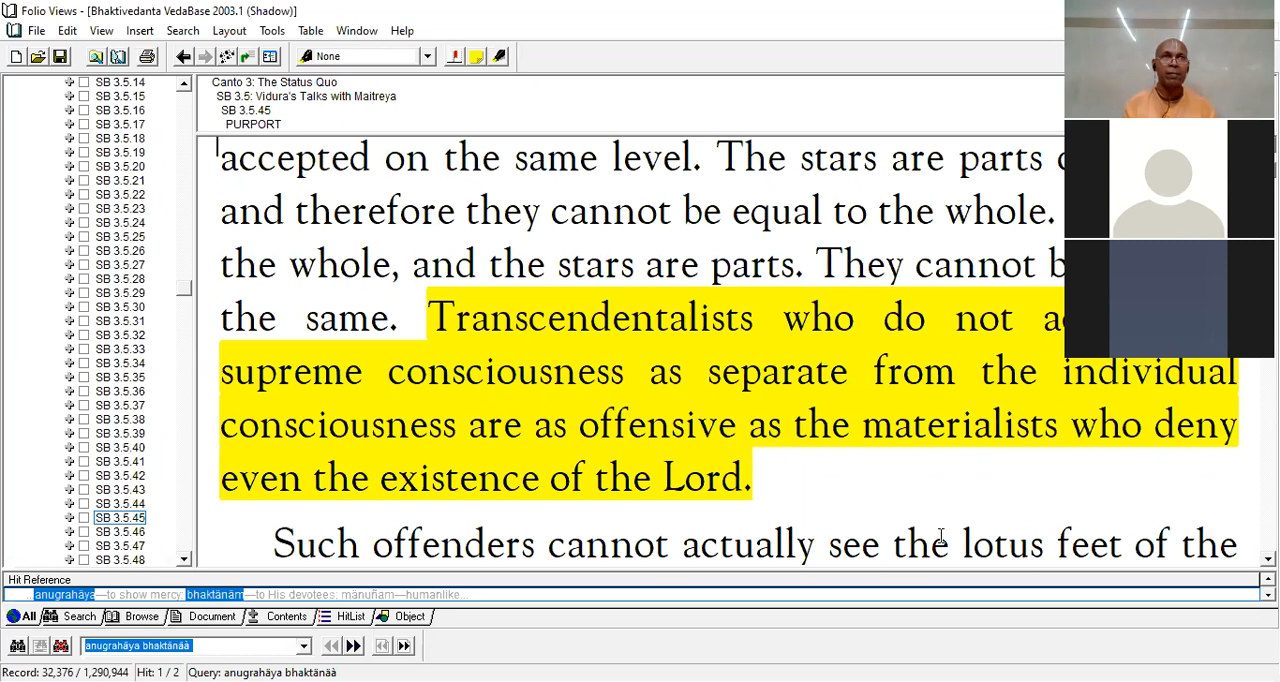 Folio Views - [Bhaktivedanta VedaBase 2003.1 (Shadow)]
File Edit View Insert Search Layout Tools Table Window Help
None
SB 3.5.14
SB 3.5.15
SB 3.5.16
SB 3.5.17
SB 3.5.18
SB 3.5.19
SB 3.5.20
SB 3.5.21
SB 3.5.22
SB 3.5.23
SB 3.5.24
SB 3.5.25
SB 3.5.26
SB 3.5.27
SB 3.5.28
SB 3.5.29
SB 3.5.30
SB 3.5.31
SB 3.5.32
SB 3.5.33
SB 3.5.34
SB 3.5.35
SB 3.5.36
SB 3.5.37
SB 3.5.38
SB 3.5.39
SB 3.5.40
SB 3.5.41
SB 3.5.42
SB 3.5.43
SB 3.5.44
SB 3.5.45
SB 3.5.46
SB 3.5.47
SB 3.5.48
Canto 3: The Status Quo
SB 3.5: Vidura's Talks with Maitreya
SB 3.5.45
PURPORT
accepted on the same level. The stars are parts
and therefore they cannot be equal to the whole.
the whole, and the stars are parts. They cannot
the same. Transcendentalists who do not
supreme consciousness as separate from the individual
consciousness are as offensive as the materialists who deny
even the existence of the Lord.
Such offenders cannot actually see the lotus feet of the
Hit Reference
...anugrahäya—to show mercy; bhaktänäm—to His devotees; mänuñam—humanlike...
All Search Browse Document Contents HitList Object
anugrahäya bhaktänäà
Record: 32,376 / 1,290,944 Hit: 1 / 2 Query: anugrahäya bhaktänäà